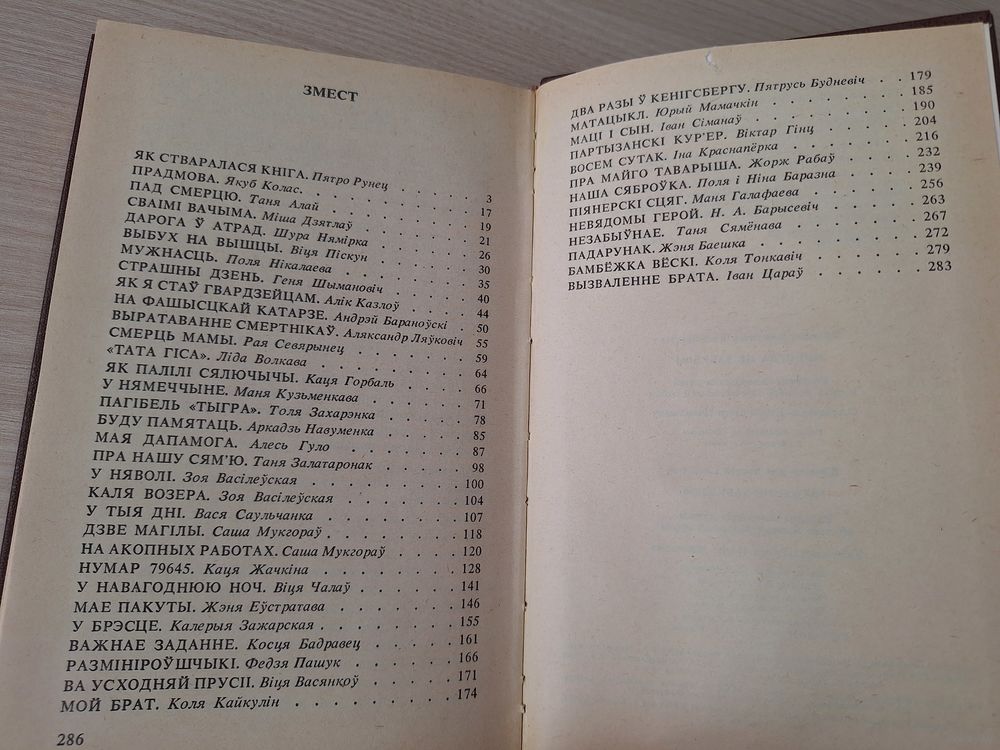 ЗМЕСТ
ЯК СТВАРАЛАСЯ КНІГА. Пятро Рунец . . . . . 3
ПРАДМОВА. Якуб Колас. . . . . . . . 17
ПАД СМЕРЦЮ. Таня Алай . . . . . . . 19
СВАІМІ ВАЧЫМА. Міша Дзятлаў . . . . . . 21
ДАРОГА Ў АТРАД. Шура Нямірка . . . . . . 26
ВЫБУХ НА ВЫШЦЫ. Віця Піскун . . . . . . 30
МУЖНАСЦЬ. Поля Нікалаева . . . . . . . 35
СТРАШНЫ ДЗЕНЬ. Геня Шымановіч . . . . . 40
ЯК Я СТАЎ ГВАРДЗЕЙЦАМ. Алік Казлоў . . . . 44
НА ФАШЫСЦКАЙ КАТАРЗЕ. Андрэй Бараноўскі . 50
ВЫРАТАВАННЕ СМЕРТНІКАЎ. Аляксандр Ляўковіч 55
СМЕРЦЬ МАМЫ. Рая Севярынец . . . . . . 59
«ТАТА ГІСА». Ліда Волкава . . . . . . . 64
ЯК ПАЛІЛІ СЯЛЮЧЫЧЫ. Каця Горбаль . . . . 66
У НЯМЕЧЧЫНЕ. Маня Кузьменкава . . . . . 71
ПАГІБЕЛЬ «ТЫГРА». Толя Захарэнка . . . . . 78
БУДУ ПАМЯТАЦЬ. Аркадзь Навуменка . . . . . 85
МАЯ ДАПАМОГА. Алесь Гуло . . . . . . . 87
ПРА НАШУ СЯМ'Ю. Таня Залатаронак . . . . . 98
У НЯВОЛІ. Зоя Васілеўская . . . . . . . 100
КАЛЯ ВОЗЕРА. Зоя Васілеўская . . . . . . 104
У ТЫЯ ДНІ. Вася Саульчанка . . . . . . . 107
ДЗВЕ МАГІЛЫ. Саша Мукгораў . . . . . . . 118
НА АКОПНЫХ РАБОТАХ. Саша Мукгораў . . . . 120
НУМАР 79645. Каця Жачкіна . . . . . . . 128
У НАВАГОДНЮЮ НОЧ. Віця Чалаў . . . . . . 141
МАЕ ПАКУТЫ. Жэня Еўстратава . . . . . . 146
У БРЭСЦЕ. Калерыя Зажарская . . . . . . . 155
ВАЖНАЕ ЗАДАННЕ. Косця Бадравец . . . . . 161
РАЗМІНІРОЎШЧЫКІ. Федзя Пашук . . . . . . 166
ВА УСХОДНЯЙ ПРУСІІ. Віця Васянкоў . . . . . 171
МОЙ БРАТ. Коля Кайкулін . . . . . . . . 174
286
ДВА РАЗЫ Ў КЕНІГСБЕРГУ. Пятрусь Будневіч . . 179
МАТАЦЫКЛ. Юрый Мамачкін . . . . . . . 185
МАЦІ І СЫН. Іван Сіманаў . . . . . . . . 190
ПАРТЫЗАНСКІ КУР'ЕР. Віктар Гінц . . . . . 204
ВОСЕМ СУТАК. Іна Краснапёрка . . . . . . 216
ПРА МАЙГО ТАВАРЫША. Жорж Рабаў . . . . 232
НАША СЯБРОЎКА. Поля і Ніна Баразна . . . . 239
ПІЯНЕРСКІ СЦЯГ. Маня Галафаева . . . . . 256
НЕВЯДОМЫ ГЕРОЙ. Н. А. Барысевіч . . . . . 263
НЕЗАБЫЎНАЕ. Таня Сямёнава . . . . . . . 267
ПАДАРУНАК. Жэня Баешка . . . . . . . . 272
БАМБЁЖКА ВЁСКІ. Коля Тонкавіч . . . . . . 279
ВЫЗВАЛЕННЕ БРАТА. Іван Цараў . . . . . . 283